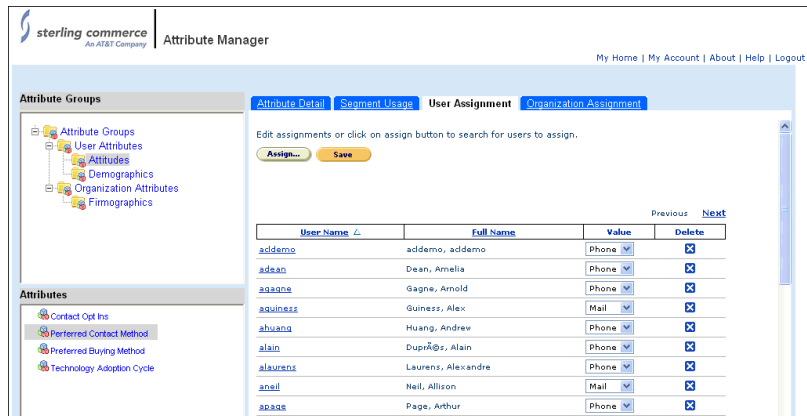 sterling commerce
An AT&T Company
Attribute Manager
My Home | My Account | About | Help | Logout
Attribute Groups
Attribute Groups
User Attributes
Attitudes
Demographics
Organization Attributes
Firmographics
Attributes
Contact Opt Ins
Perferred Contact Method
Preferred Buying Method
Technology Adoption Cycle
Attribute Detail Segment Usage User Assignment Organization Assignment
Edit assignments or click on assign button to search for users to assign.
Assign... Save
Previous Next
User Name Full Name Value Delete
acldemo acldemo, acldemo Phone
adean Dean, Amelia Phone
agagne Gagne, Arnold Phone
aguiness Guiness, Alex Mail
ahuang Huang, Andrew Phone
alain DuprÃ©s, Alain Phone
alaurens Laurens, Alexandre Phone
aneil Neil, Allison Mail
apage Page, Arthur Phone